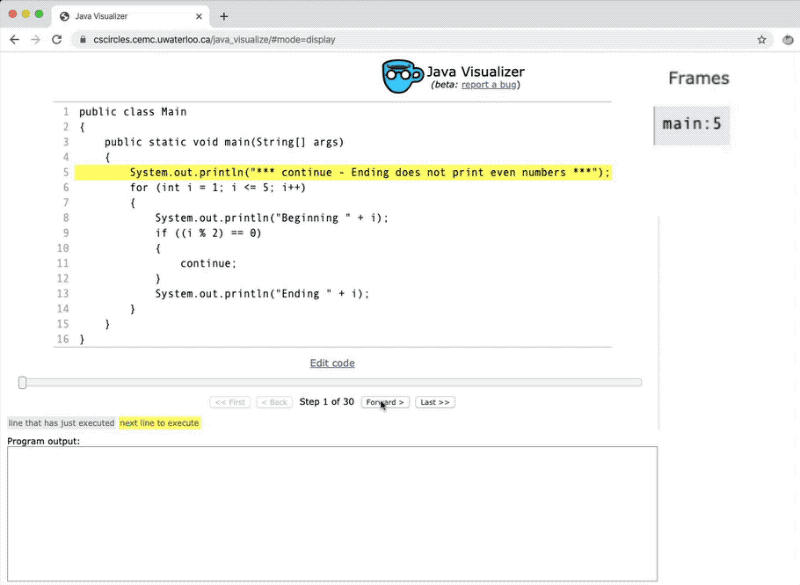 Java Visualizer
cscircles.cemc.uwaterloo.ca/java_visualize/#mode=display
Java Visualizer
(beta: report a bug)
Frames
main:5
1 public class Main
2 {
3     public static void main(String[] args)
4     {
5         System.out.println("*** continue - Ending does not print even numbers ***");
6         for (int i = 1; i <= 5; i++)
7         {
8             System.out.println("Beginning " + i);
9             if ((i % 2) == 0)
10             {
11                 continue;
12             }
13             System.out.println("Ending " + i);
14         }
15     }
16 }
Edit code
<< First < Back Step 1 of 30 Forward > Last >>
line that has just executed next line to execute
Program output: